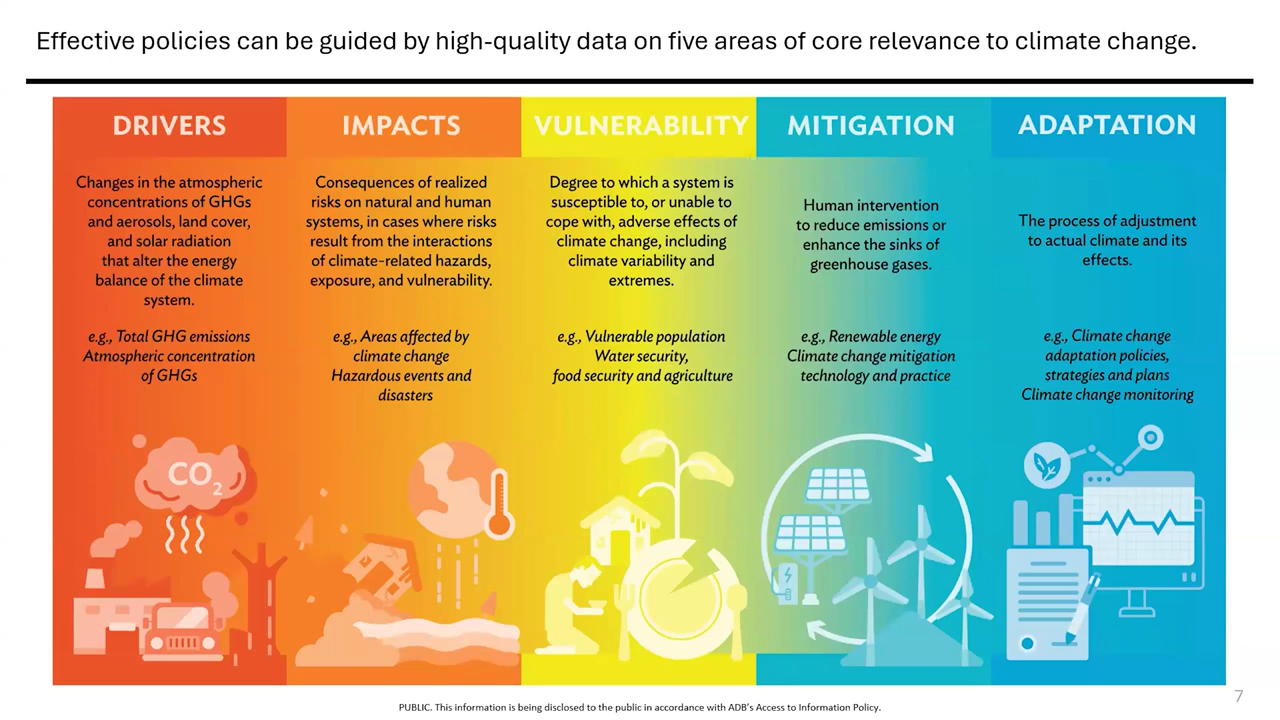 Effective policies can be guided by high-quality data on five areas of core relevance to climate change.
DRIVERS
Changes in the atmospheric
concentrations of GHGs
and aerosols, land cover,
and solar radiation
that alter the energy
balance of the climate
system.
e.g., Total GHG emissions
Atmospheric concentration
of GHGs
CO2
IMPACTS
Consequences of realized
risks on natural and human
systems, in cases where risks
result from the interactions
of climate-related hazards,
exposure, and vulnerability.
e.g., Areas affected by
climate change
Hazardous events and
disasters
VULNERABILITY
Degree to which a system is
susceptible to, or unable to
cope with, adverse effects of
climate change, including
climate variability and
extremes.
e.g., Vulnerable population
Water security,
food security and agriculture
MITIGATION
Human intervention
to reduce emissions or
enhance the sinks of
greenhouse gases.
e.g., Renewable energy
Climate change mitigation
technology and practice
ADAPTATION
The process of adjustment
to actual climate and its
effects.
e.g., Climate change
adaptation policies,
strategies and plans
Climate change monitoring
7
PUBLIC. This information is being disclosed to the public in accordance with ADB's Access to Information Policy.